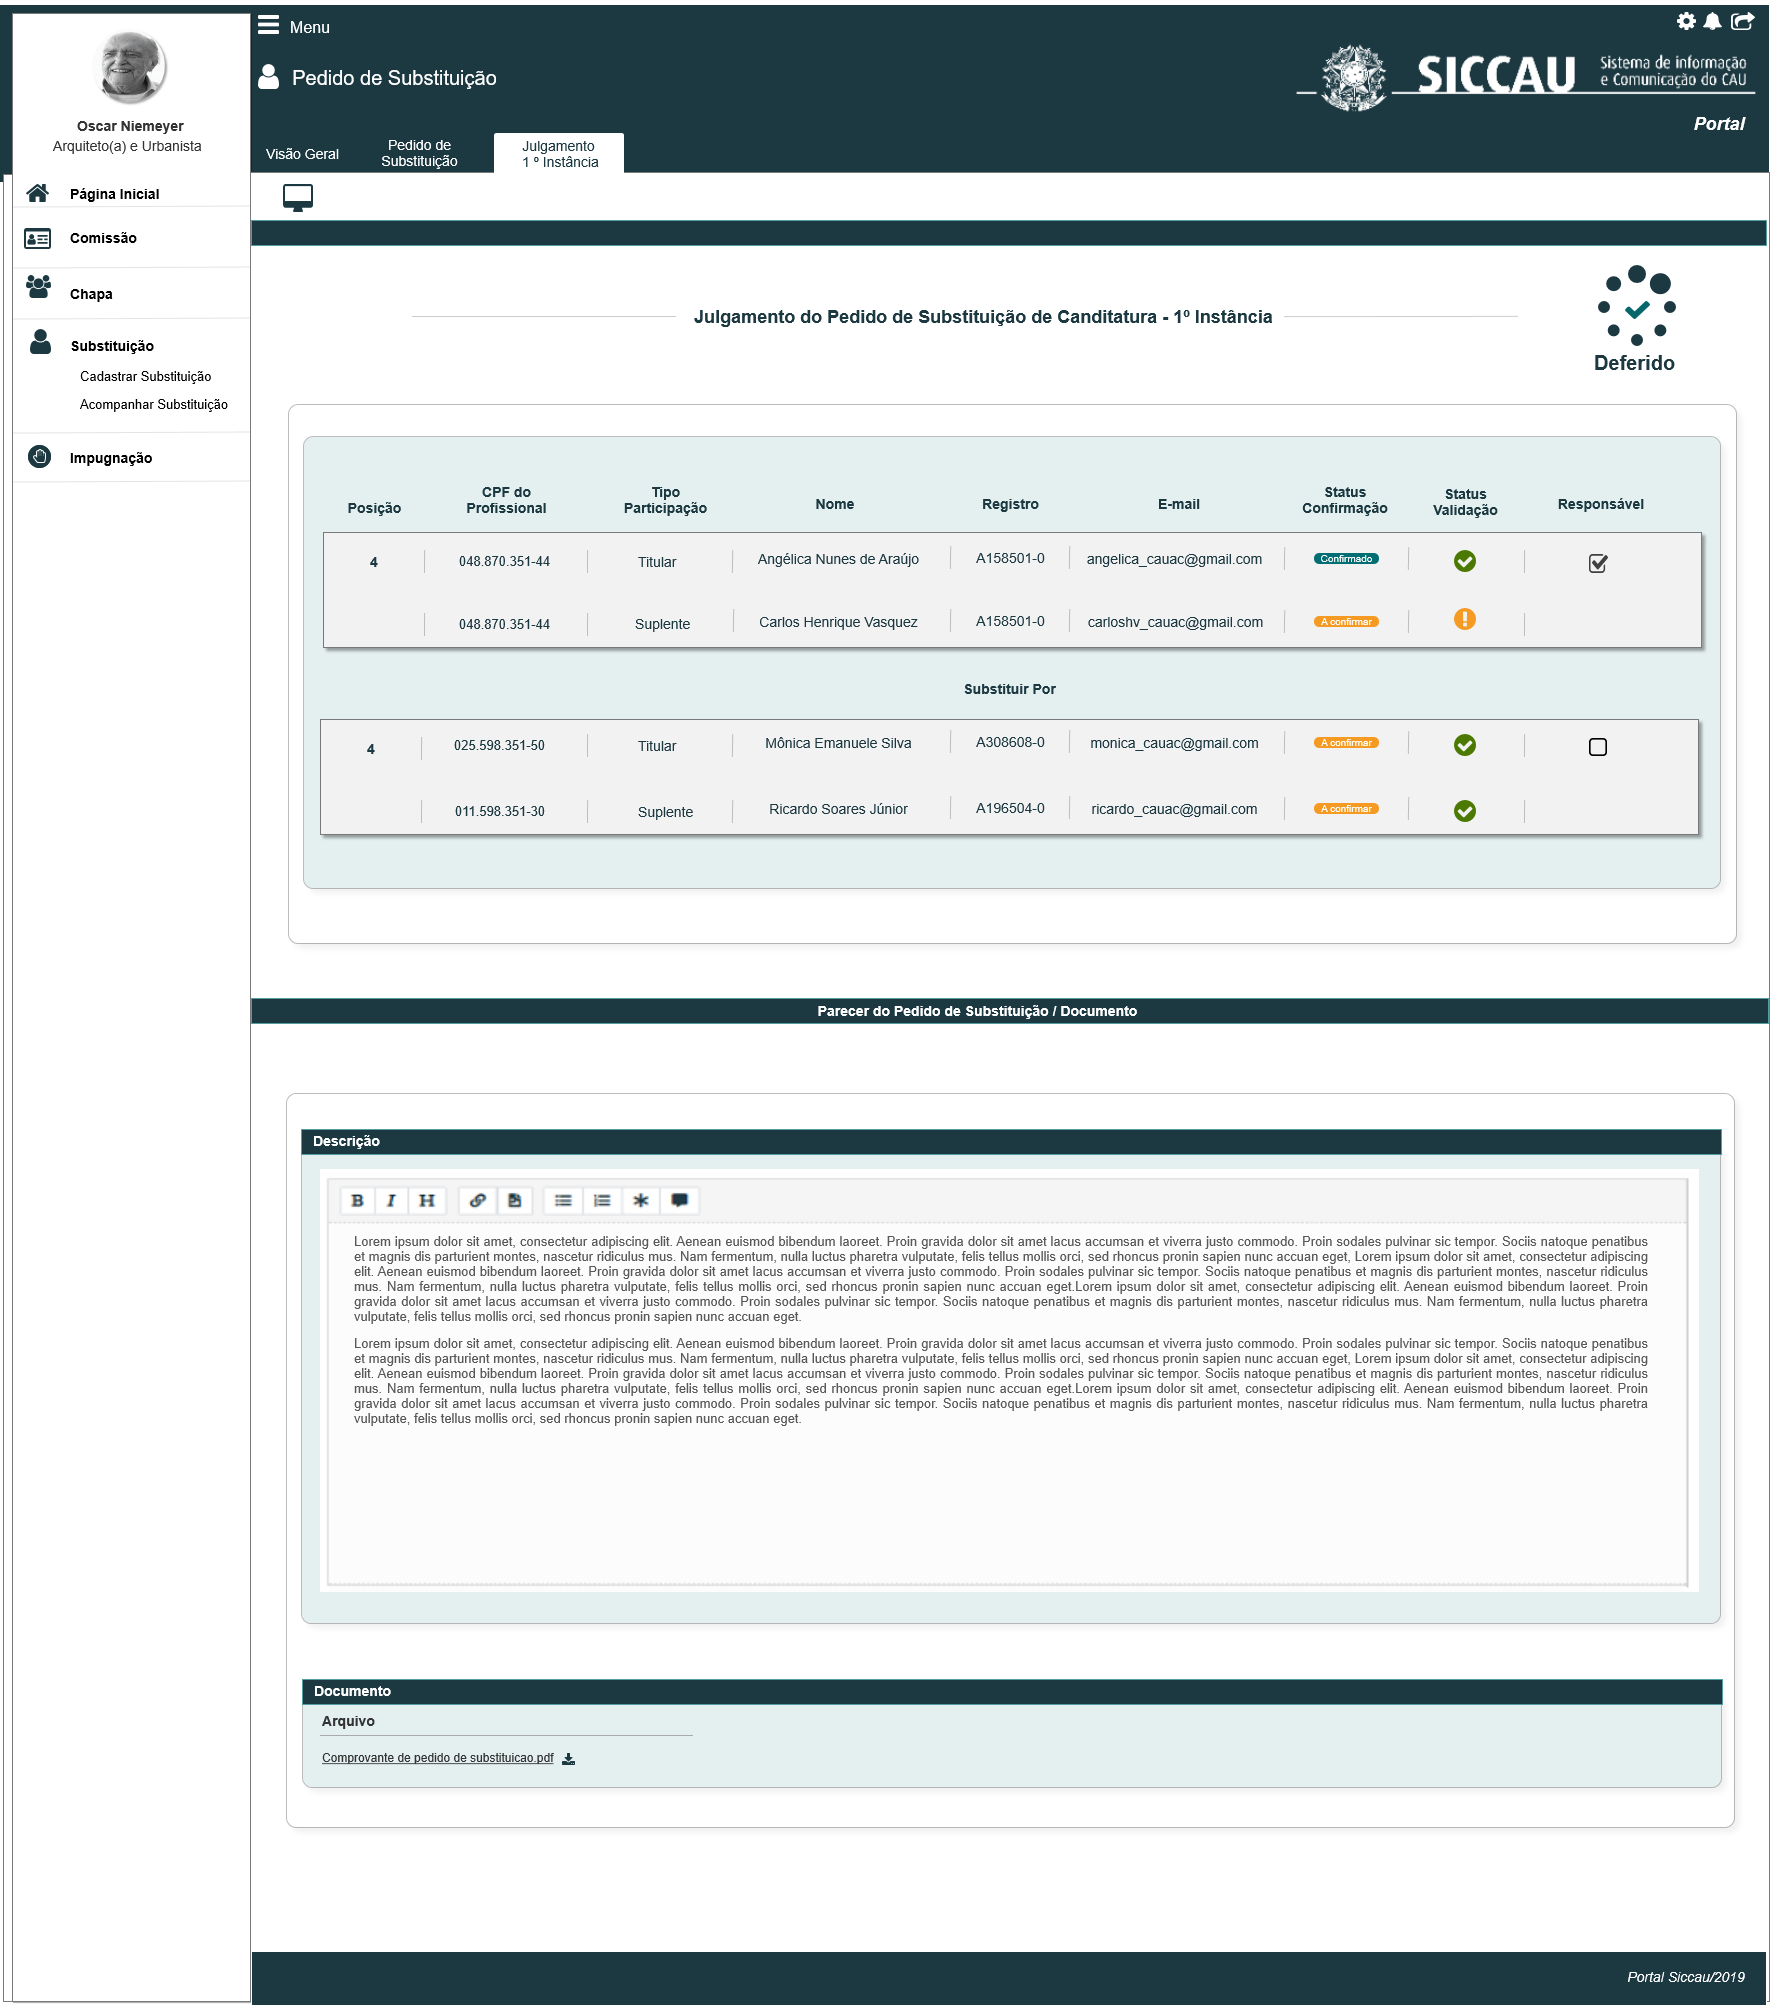 Menu
Pedido de Substituição
SICCAU
Sistema de informação
e Comunicação do CAU
Portal
Oscar Niemeyer
Arquiteto(a) e Urbanista
Visão Geral
Pedido de
Substituição
Julgamento
1 º Instância
Página Inicial
Comissão
Chapa
Substituição
Cadastrar Substituição
Acompanhar Substituição
Impugnação
Julgamento do Pedido de Substituição de Canditatura - 1º Instância
Deferido
Posição CPF do Profissional Tipo Participação Nome Registro E-mail Status Confirmação Status Validação Responsável
4 048.870.351-44 Titular Angélica Nunes de Araújo A158501-0 angelica_cauac@gmail.com Confirmado
048.870.351-44 Suplente Carlos Henrique Vasquez A158501-0 carloshv_cauac@gmail.com A confirmar
Substituir Por
4 025.598.351-50 Titular Mônica Emanuele Silva A308608-0 monica_cauac@gmail.com A confirmar
011.598.351-30 Suplente Ricardo Soares Júnior A196504-0 ricardo_cauac@gmail.com A confirmar
Parecer do Pedido de Substituição / Documento
Descrição
B I H
Lorem ipsum dolor sit amet, consectetur adipiscing elit. Aenean euismod bibendum laoreet. Proin gravida dolor sit amet lacus accumsan et viverra justo commodo. Proin sodales pulvinar sic tempor. Sociis natoque penatibus
et magnis dis parturient montes, nascetur ridiculus mus. Nam fermentum, nulla luctus pharetra vulputate, felis tellus mollis orci, sed rhoncus pronin sapien nunc accuan eget, Lorem ipsum dolor sit amet, consectetur adipiscing
elit. Aenean euismod bibendum laoreet. Proin gravida dolor sit amet lacus accumsan et viverra justo commodo. Proin sodales pulvinar sic tempor. Sociis natoque penatibus et magnis dis parturient montes, nascetur ridiculus
mus. Nam fermentum, nulla luctus pharetra vulputate, felis tellus mollis orci, sed rhoncus pronin sapien nunc accuan eget.Lorem ipsum dolor sit amet, consectetur adipiscing elit. Aenean euismod bibendum laoreet. Proin
gravida dolor sit amet lacus accumsan et viverra justo commodo. Proin sodales pulvinar sic tempor. Sociis natoque penatibus et magnis dis parturient montes, nascetur ridiculus mus. Nam fermentum, nulla luctus pharetra
vulputate, felis tellus mollis orci, sed rhoncus pronin sapien nunc accuan eget.
Lorem ipsum dolor sit amet, consectetur adipiscing elit. Aenean euismod bibendum laoreet. Proin gravida dolor sit amet lacus accumsan et viverra justo commodo. Proin sodales pulvinar sic tempor. Sociis natoque penatibus
et magnis dis parturient montes, nascetur ridiculus mus. Nam fermentum, nulla luctus pharetra vulputate, felis tellus mollis orci, sed rhoncus pronin sapien nunc accuan eget, Lorem ipsum dolor sit amet, consectetur adipiscing
elit. Aenean euismod bibendum laoreet. Proin gravida dolor sit amet lacus accumsan et viverra justo commodo. Proin sodales pulvinar sic tempor. Sociis natoque penatibus et magnis dis parturient montes, nascetur ridiculus
mus. Nam fermentum, nulla luctus pharetra vulputate, felis tellus mollis orci, sed rhoncus pronin sapien nunc accuan eget.Lorem ipsum dolor sit amet, consectetur adipiscing elit. Aenean euismod bibendum laoreet. Proin
gravida dolor sit amet lacus accumsan et viverra justo commodo. Proin sodales pulvinar sic tempor. Sociis natoque penatibus et magnis dis parturient montes, nascetur ridiculus mus. Nam fermentum, nulla luctus pharetra
vulputate, felis tellus mollis orci, sed rhoncus pronin sapien nunc accuan eget.
Documento
Arquivo
Comprovante de pedido de substituicao.pdf
Portal Siccau/2019